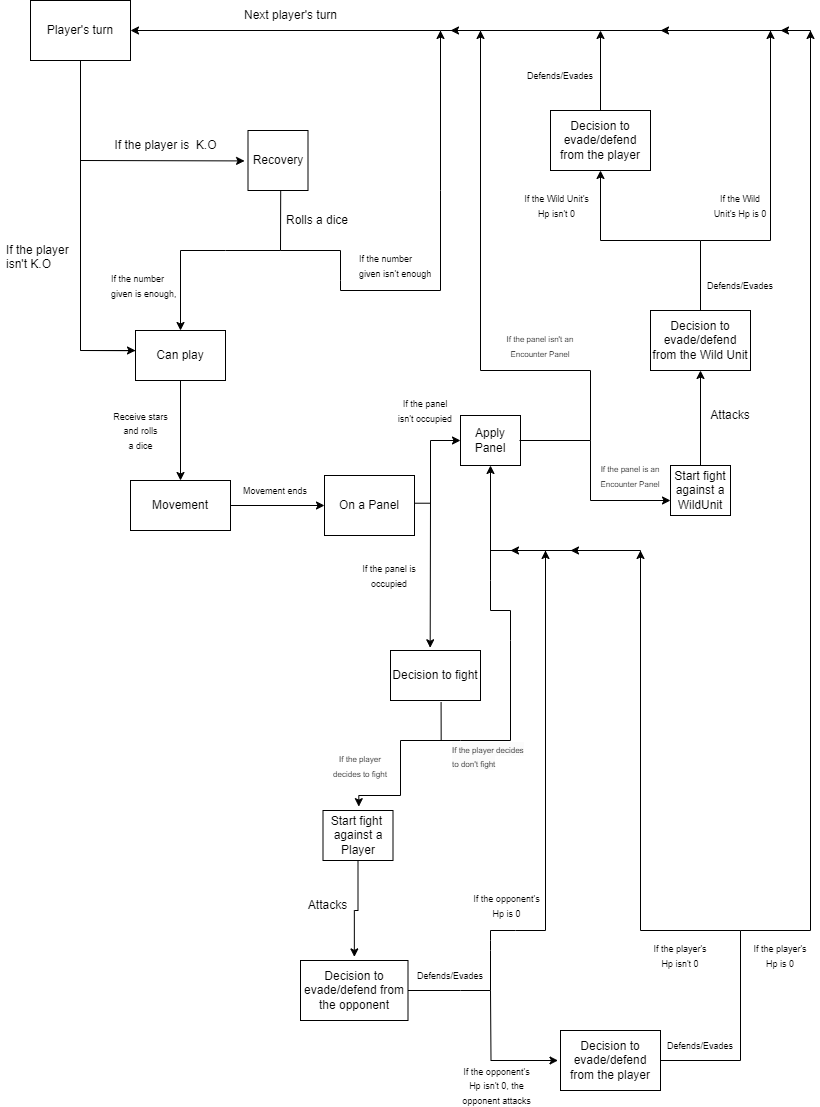 Next player's turn
Player's turn
Defends/Evades
Decision to
evade/defend
from the player
If the player is  K.O
Recovery
If the Wild Unit's
Hp isn't 0
If the Wild
Unit's Hp is 0
Rolls a dice
If the player
isn't K.O
If the number
given isn't enough
If the number
given is enough,
Defends/Evades
Decision to
evade/defend
from the Wild Unit
Can play
If the panel isn't an
Encounter Panel
Receive stars
and rolls
a dice
If the panel
isn't occupied
Apply
Panel
Attacks
If the panel is an
Encounter Panel
Start fight
against a
WildUnit
Movement
Movement ends
On a Panel
If the panel is
occupied
Decision to fight
If the player
decides to fight
If the player decides
to don't fight
Start fight
against a
Player
Attacks
If the opponent's
Hp is 0
Decision to
evade/defend from
the opponent
Defends/Evades
If the player's
Hp isn't 0
If the player's
Hp is 0
If the opponent's
Hp isn't 0, the
opponent attacks
Decision to
evade/defend
from the player
Defends/Evades